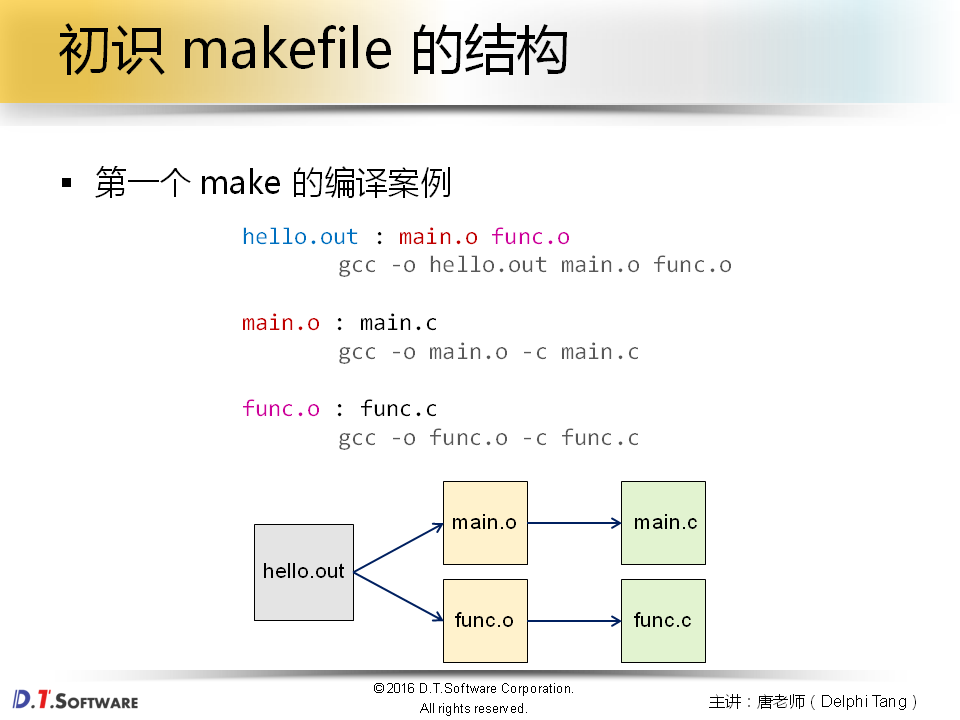 初识 makefile 的结构
▪ 第一个 make 的编译案例
hello.out : main.o func.o
gcc -o hello.out main.o func.o
main.o : main.c
gcc -o main.o -c main.c
func.o : func.c
gcc -o func.o -c func.c
main.o
main.c
hello.out
func.o
func.c
D.T.SOFTWARE
©2016 D.T.Software Corporation.
All rights reserved.
主讲：唐老师（Delphi Tang）